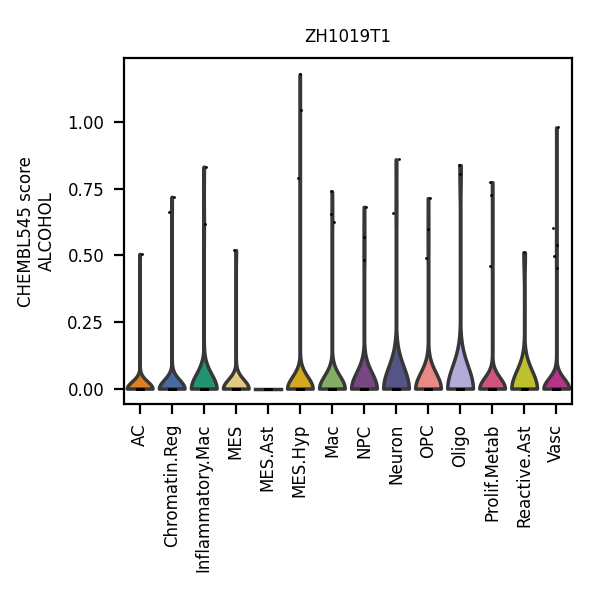 ZH1019T1
CHEMBL545 score
ALCOHOL
1.00
0.75
0.50
0.25
0.00
AC
Chromatin.Reg
Inflammatory.Mac
MES
MES.Ast
MES.Hyp
Mac
NPC
Neuron
OPC
Oligo
Prolif.Metab
Reactive.Ast
Vasc